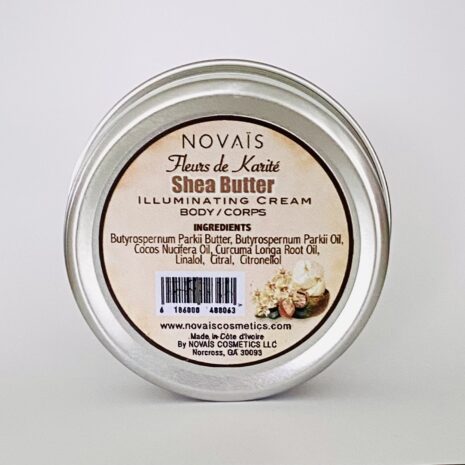 NOVAÏS
Fleurs de Karité
Shea Butter
ILLUMINATING CREAM
BODY/CORPS
INGREDIENTS
Butyrospernum Parkii Butter, Butyrospernum Parkii Oil,
Cocos Nucifera Oil, Curcuma Longa Root Oil,
Linalol, Citral, Citronellol
6 186000 488063
www.novaiscosmetics.com
Made in Côte d'Ivoire
By NOVAÏS COSMETICS LLC
Norcross, GA 30093